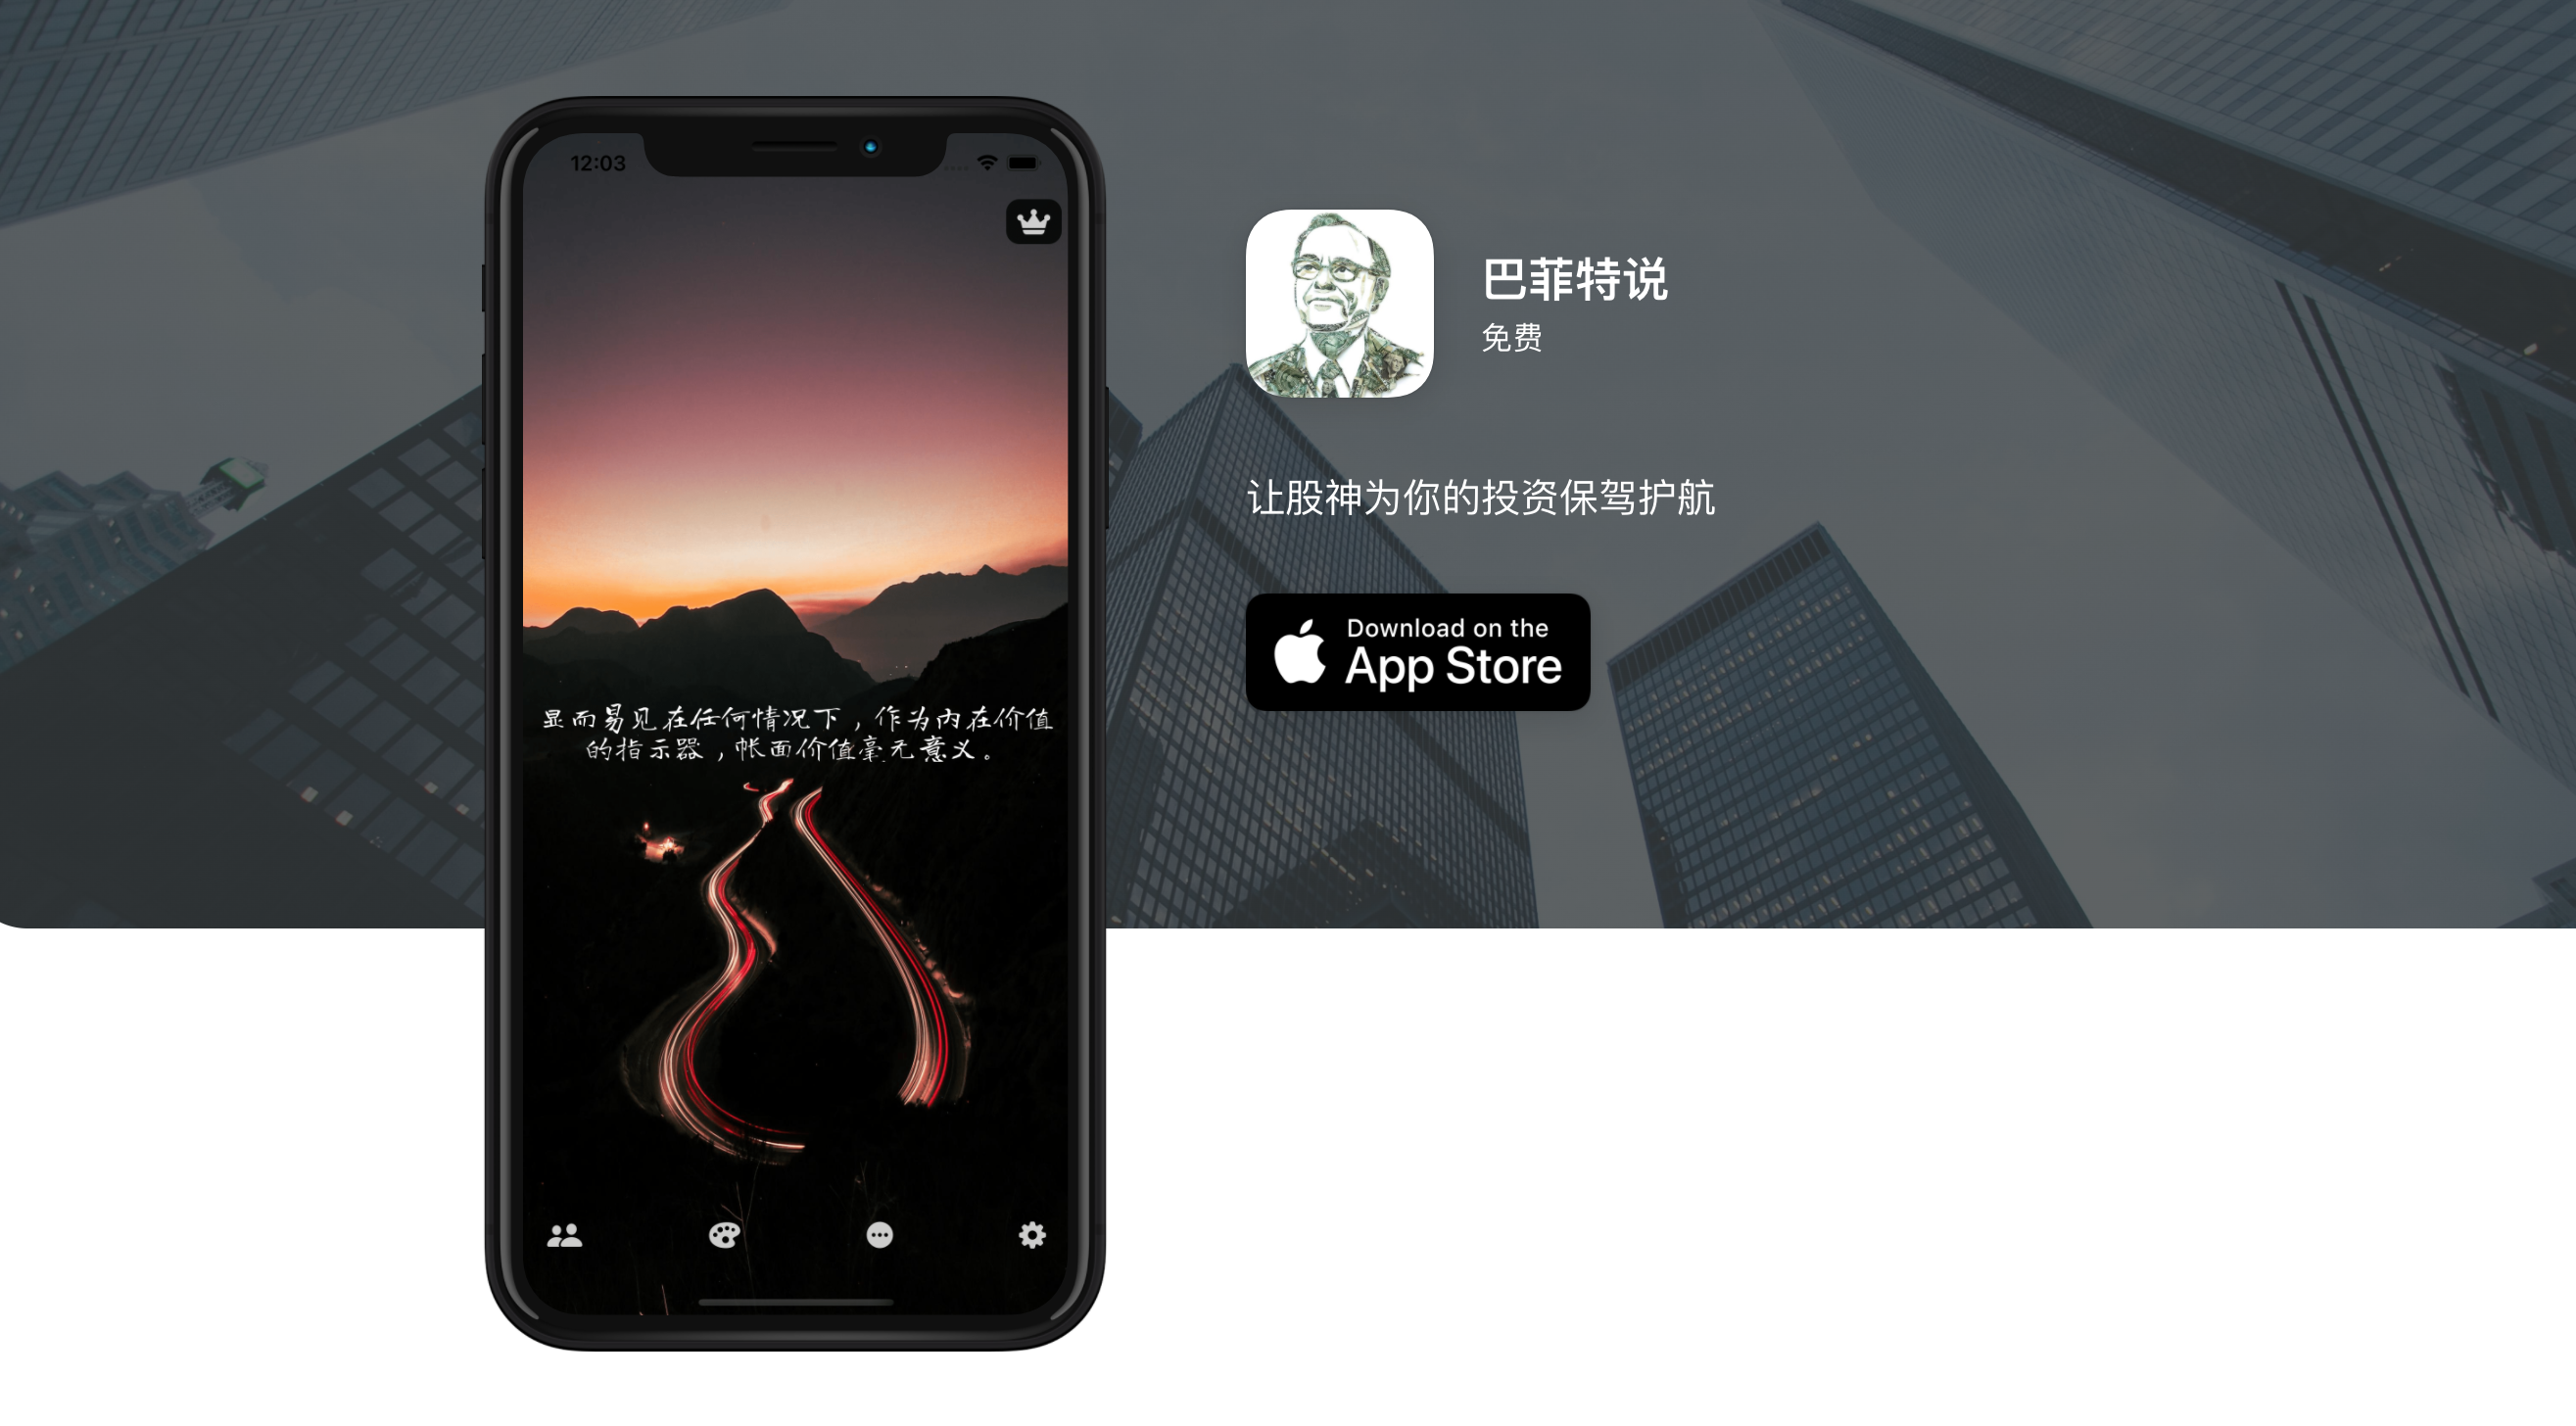 12:03
显而易见在任何情况下，作为内在价值
的指示器，帐面价值毫无意义。
巴菲特说
免费
让股神为你的投资保驾护航
Download on the
App Store